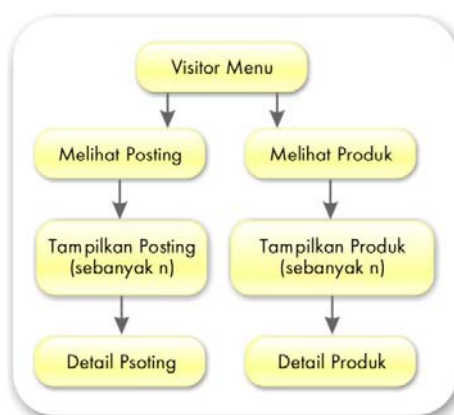 Visitor Menu
Melihat Posting
Melihat Produk
Tampilkan Posting
(sebanyak n)
Tampilkan Produk
(sebanyak n)
Detail Psoting
Detail Produk